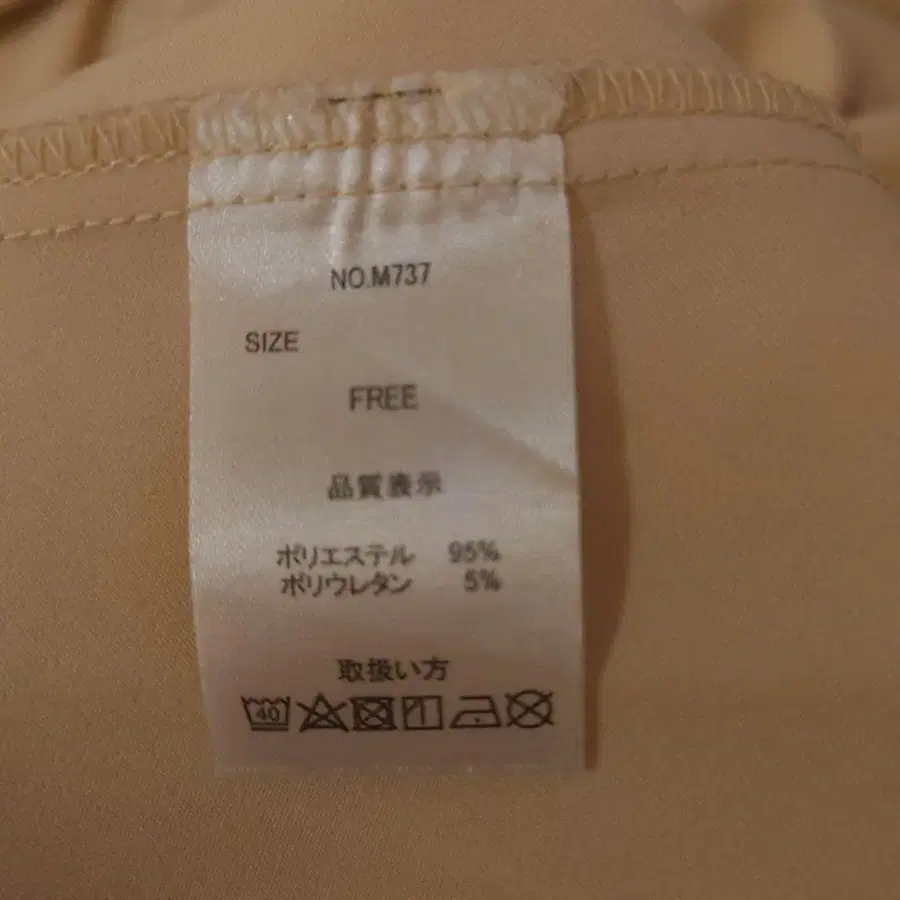 NO.M737
SIZE
FREE
品質表示
ポリエステル 95%
ポリウレタン 5%
取扱い方
40